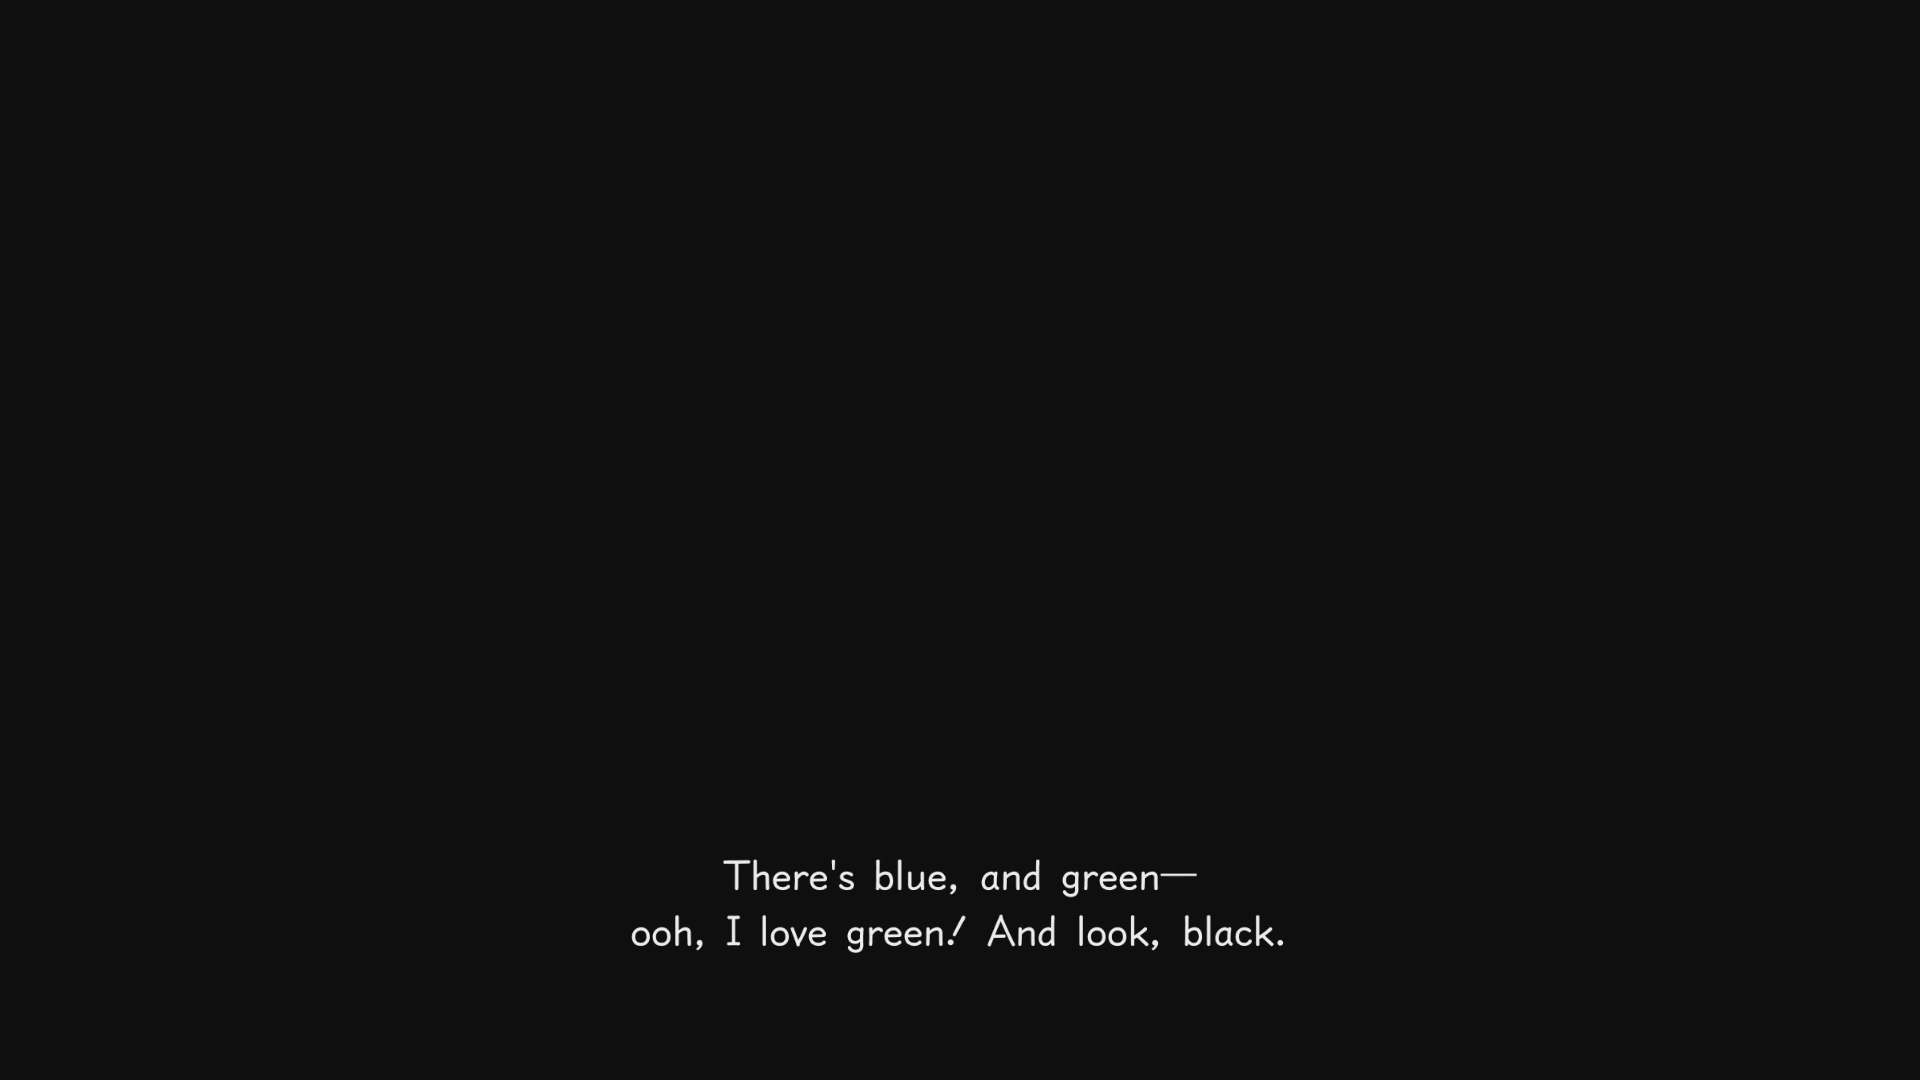 There's blue, and green—
ooh, I love green! And look, black.